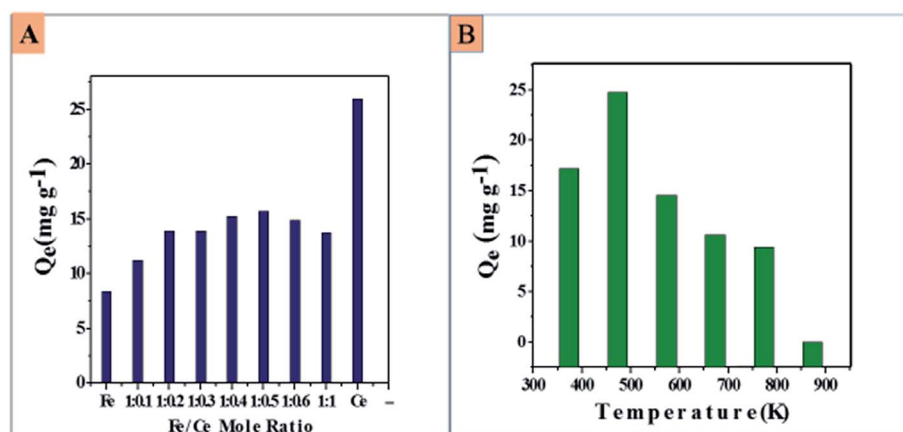 A
Qe(mg g-1)
25
20
15
10
5
0
Fe 1:0.1 1:0.2 1:0.3 1:0.4 1:0.5 1:0.6 1:1 Ce --
Fe/Ce Mole Ratio
B
Qe (mg g-1)
25
20
15
10
5
0
300 400 500 600 700 800 900
Temperature(K)